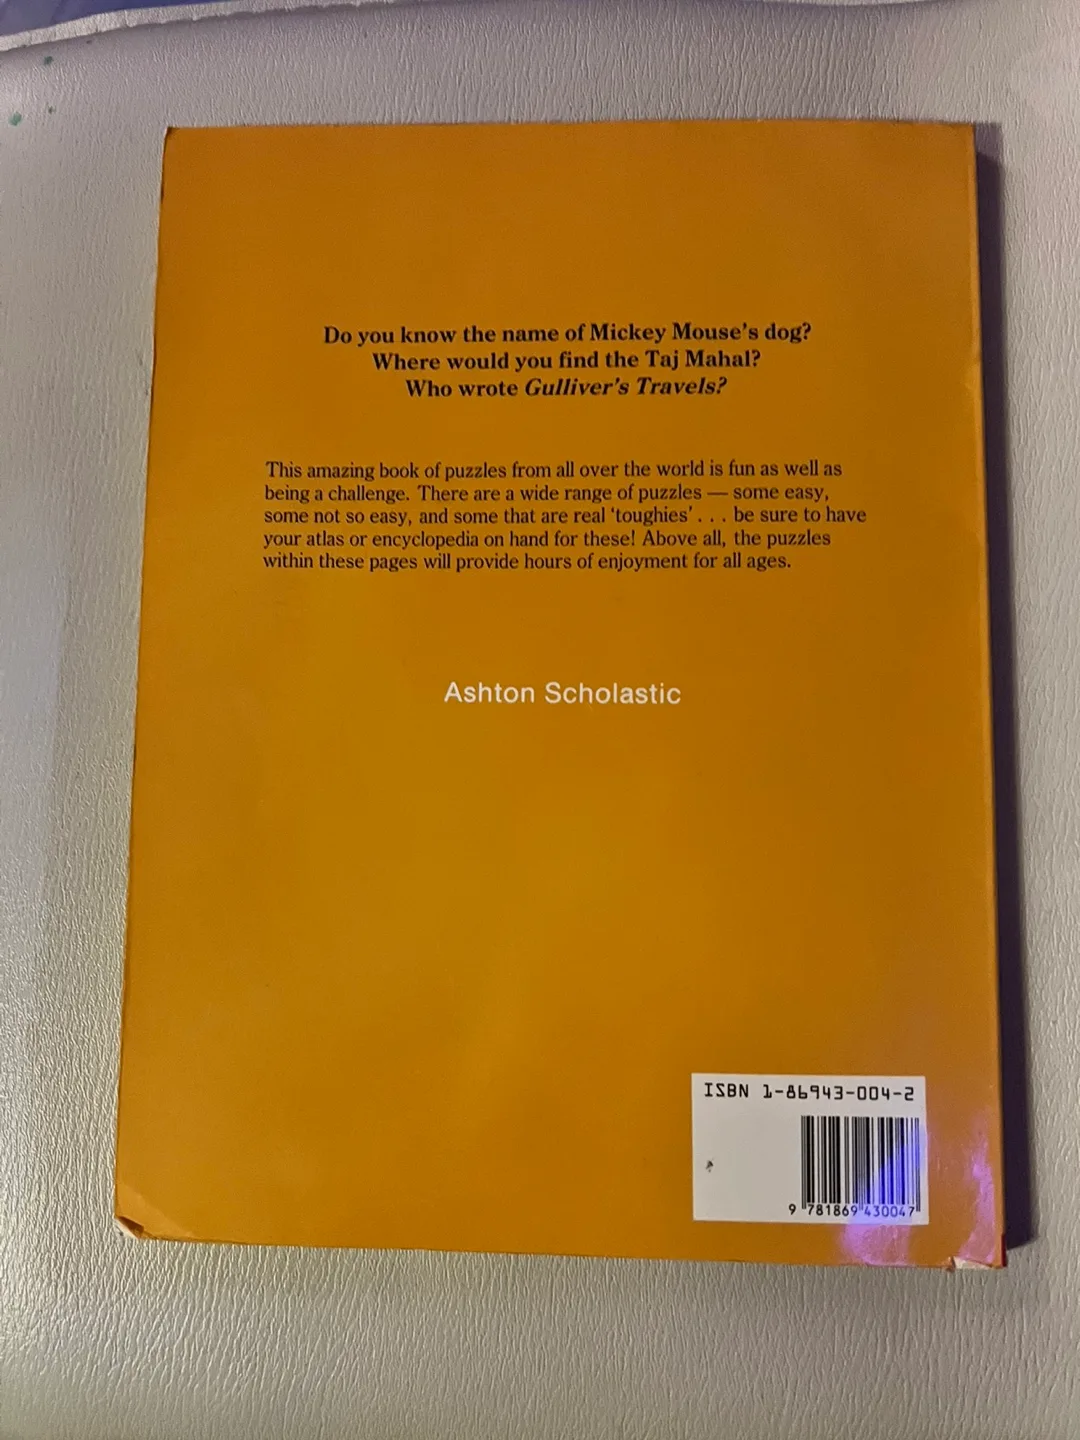 Do you know the name of Mickey Mouse's dog?
Where would you find the Taj Mahal?
Who wrote Gulliver's Travels?
This amazing book of puzzles from all over the world is fun as well as
being a challenge. There are a wide range of puzzles — some easy,
some not so easy, and some that are real 'toughies' . . . be sure to have
your atlas or encyclopedia on hand for these! Above all, the puzzles
within these pages will provide hours of enjoyment for all ages.
Ashton Scholastic
ISBN 1-86943-004-2
9 781869 430047